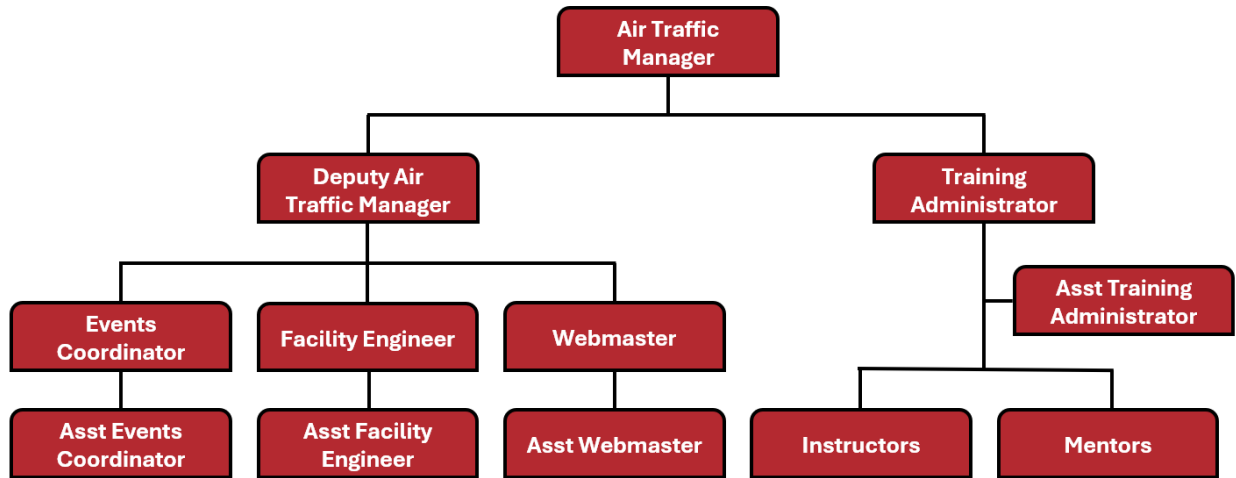 Air Traffic
Manager
Deputy Air
Traffic Manager
Training
Administrator
Asst Training
Administrator
Events
Coordinator
Facility Engineer
Webmaster
Asst Events
Coordinator
Asst Facility
Engineer
Asst Webmaster
Instructors
Mentors